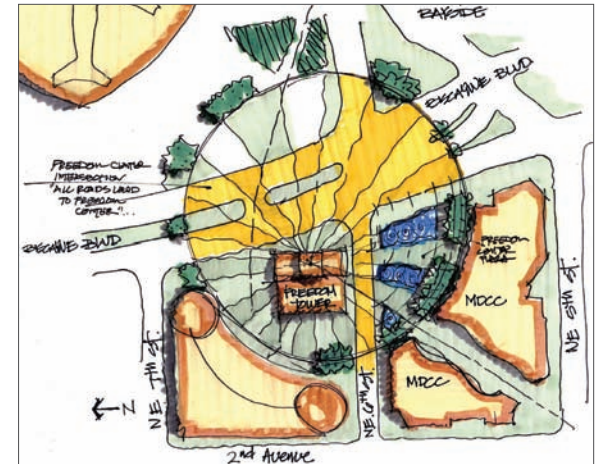 BAYSIDE
BISCAYNE BLVD
FREEDOM CENTER
INTERSECTION
"ALL ROADS LEAD
TO FREEDOM
CENTER"...
BISCAYNE BLVD
FREEDOM
TOWER
FREEDOM
CENTER
PLAZA
MDCC
MDCC
NE 5TH ST.
NE 7TH ST.
NE 6TH ST.
N
2nd Avenue